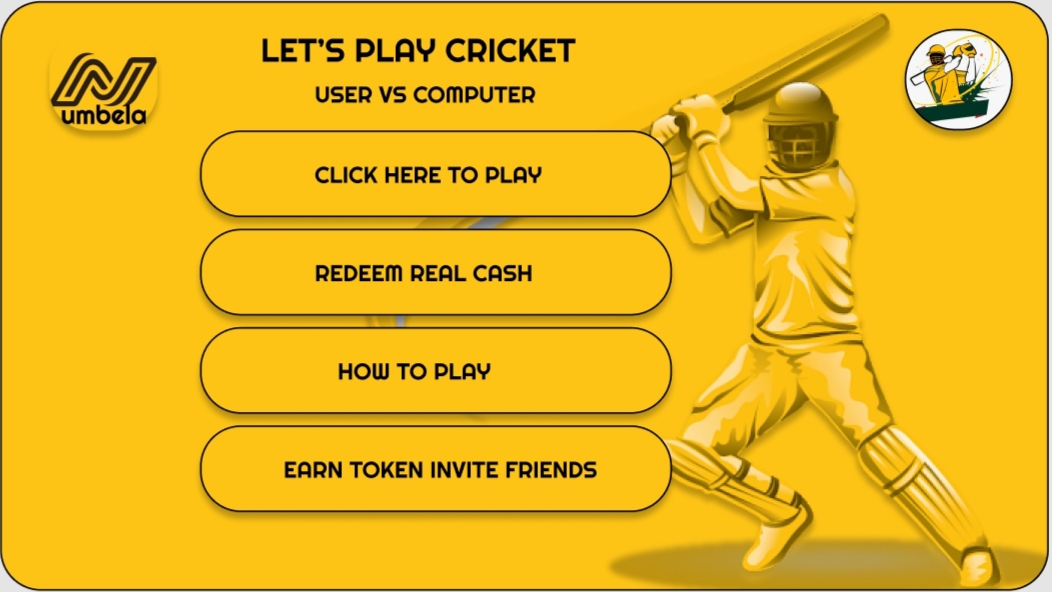 umbela
LET'S PLAY CRICKET
USER VS COMPUTER
CLICK HERE TO PLAY
REDEEM REAL CASH
HOW TO PLAY
EARN TOKEN INVITE FRIENDS